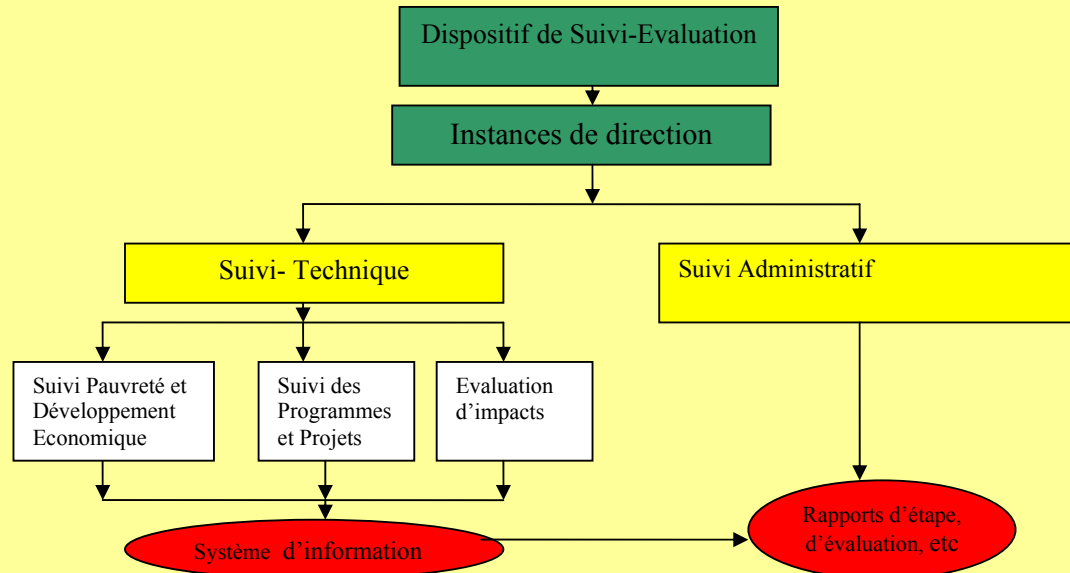 Dispositif de Suivi-Evaluation
Instances de direction
Suivi- Technique
Suivi Administratif
Suivi Pauvreté et
Développement
Economique
Suivi des
Programmes
et Projets
Evaluation
d’impacts
Système d’information
Rapports d’étape,
d’évaluation, etc